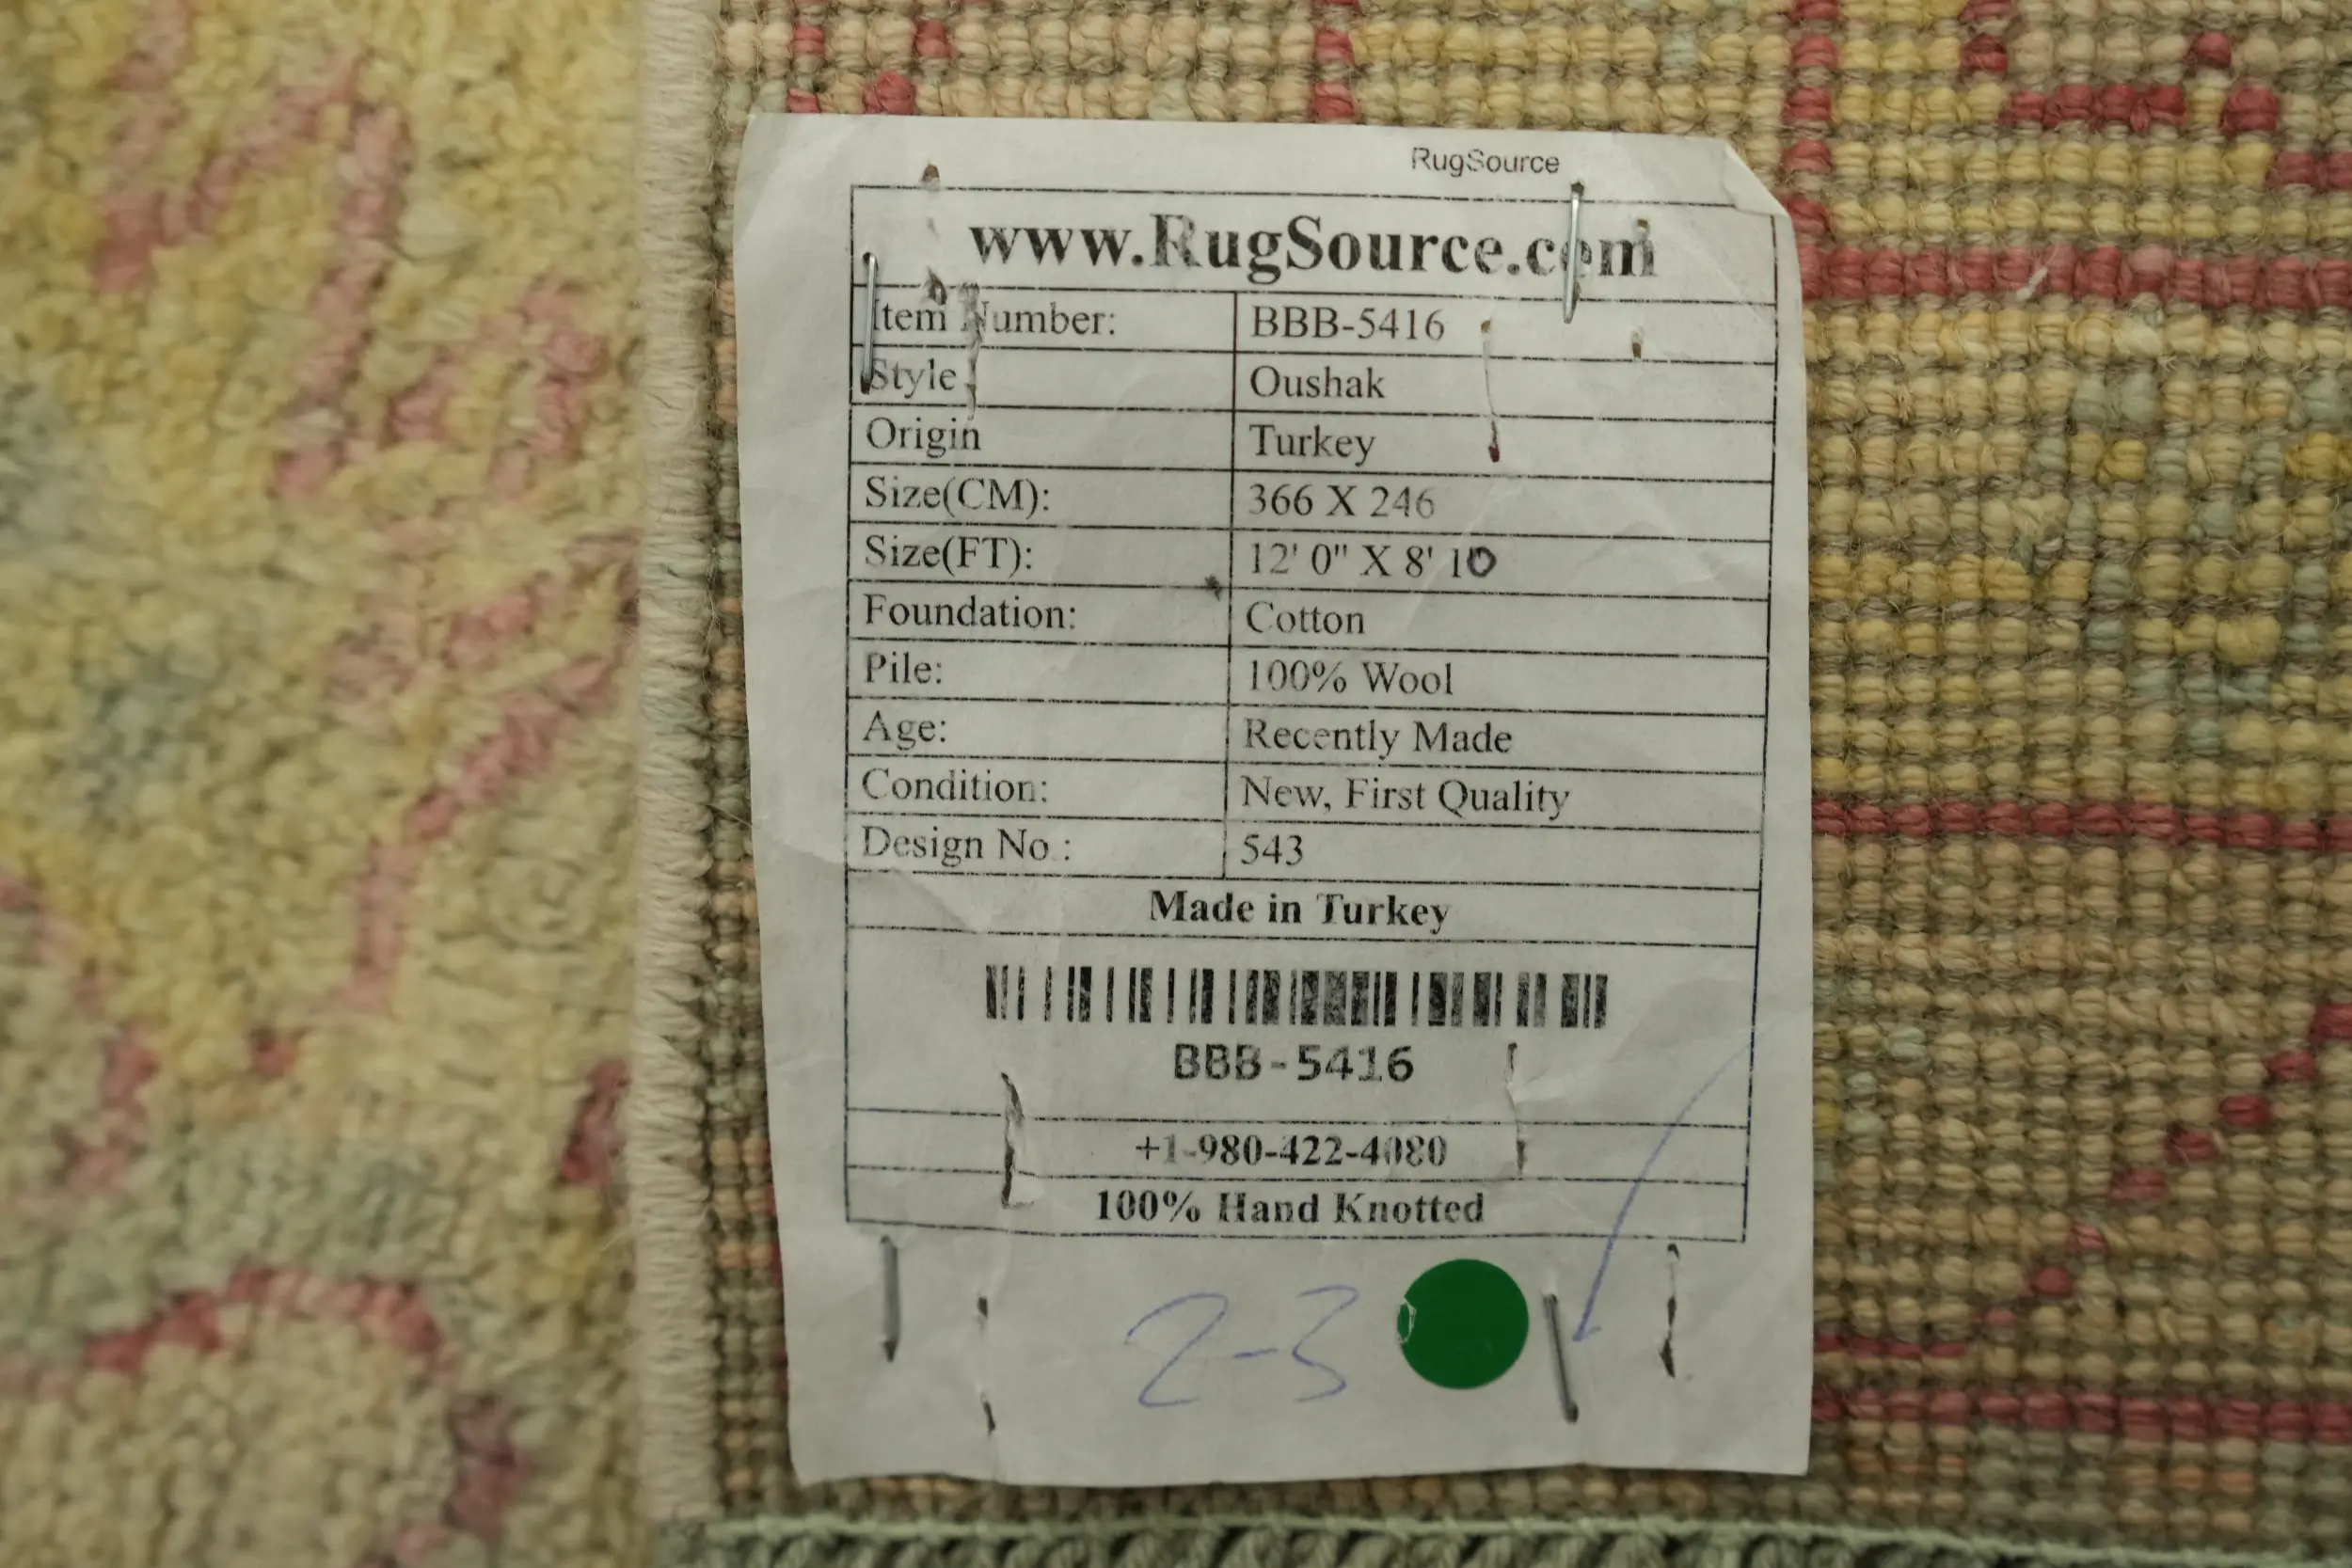 RugSource
www.RugSource.com
Item Number: BBB-5416
Style Oushak
Origin Turkey
Size(CM): 366 X 246
Size(FT): 12' 0" X 8' 10
Foundation: Cotton
Pile: 100% Wool
Age: Recently Made
Condition: New, First Quality
Design No.: 543
Made in Turkey
BBB-5416
+1-980-422-4080
100% Hand Knotted
2-3